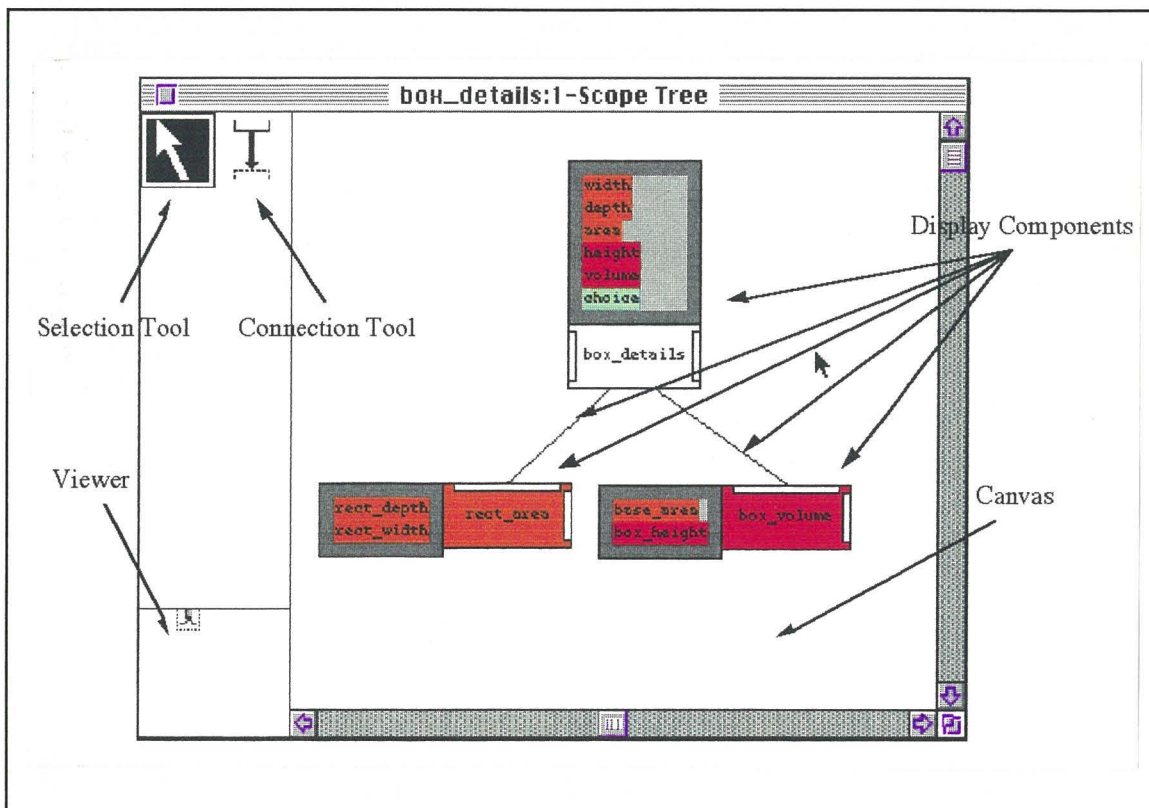 box_details:1-Scope Tree
width
depth
area
height
volume
choice
Display Components
Selection Tool
Connection Tool
box_details
Viewer
rect_depth
rect_width
rect_area
base_area
box_height
box_volume
Canvas